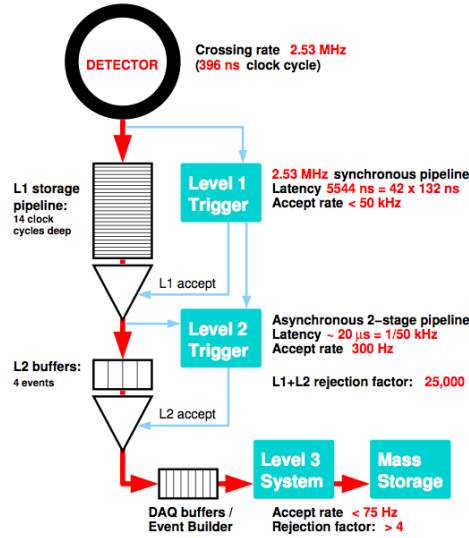 DETECTOR
Crossing rate 2.53 MHz
(396 ns clock cycle)
L1 storage
pipeline:
14 clock
cycles deep
Level 1
Trigger
2.53 MHz synchronous pipeline
Latency 5544 ns = 42 x 132 ns
Accept rate < 50 kHz
L1 accept
Level 2
Trigger
Asynchronous 2−stage pipeline
Latency ~ 20 µs = 1/50 kHz
Accept rate 300 Hz
L2 buffers:
4 events
L1+L2 rejection factor: 25,000
L2 accept
Level 3
System
Mass
Storage
DAQ buffers /
Event Builder
Accept rate < 75 Hz
Rejection factor: > 4